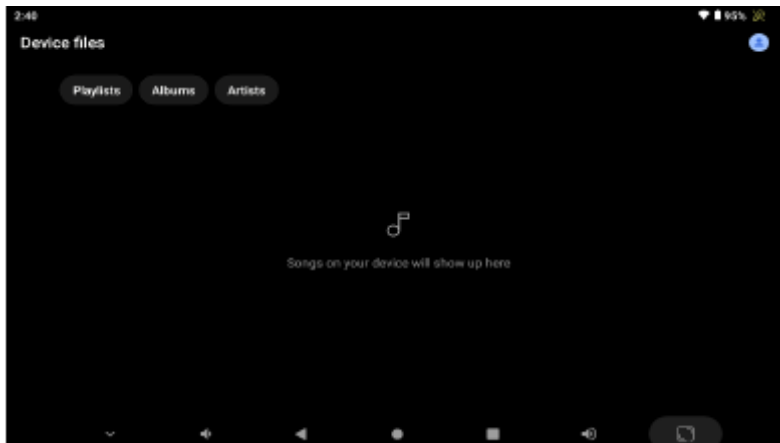 2:40 95%
Device files
Playlists Albums Artists
Songs on your device will show up here